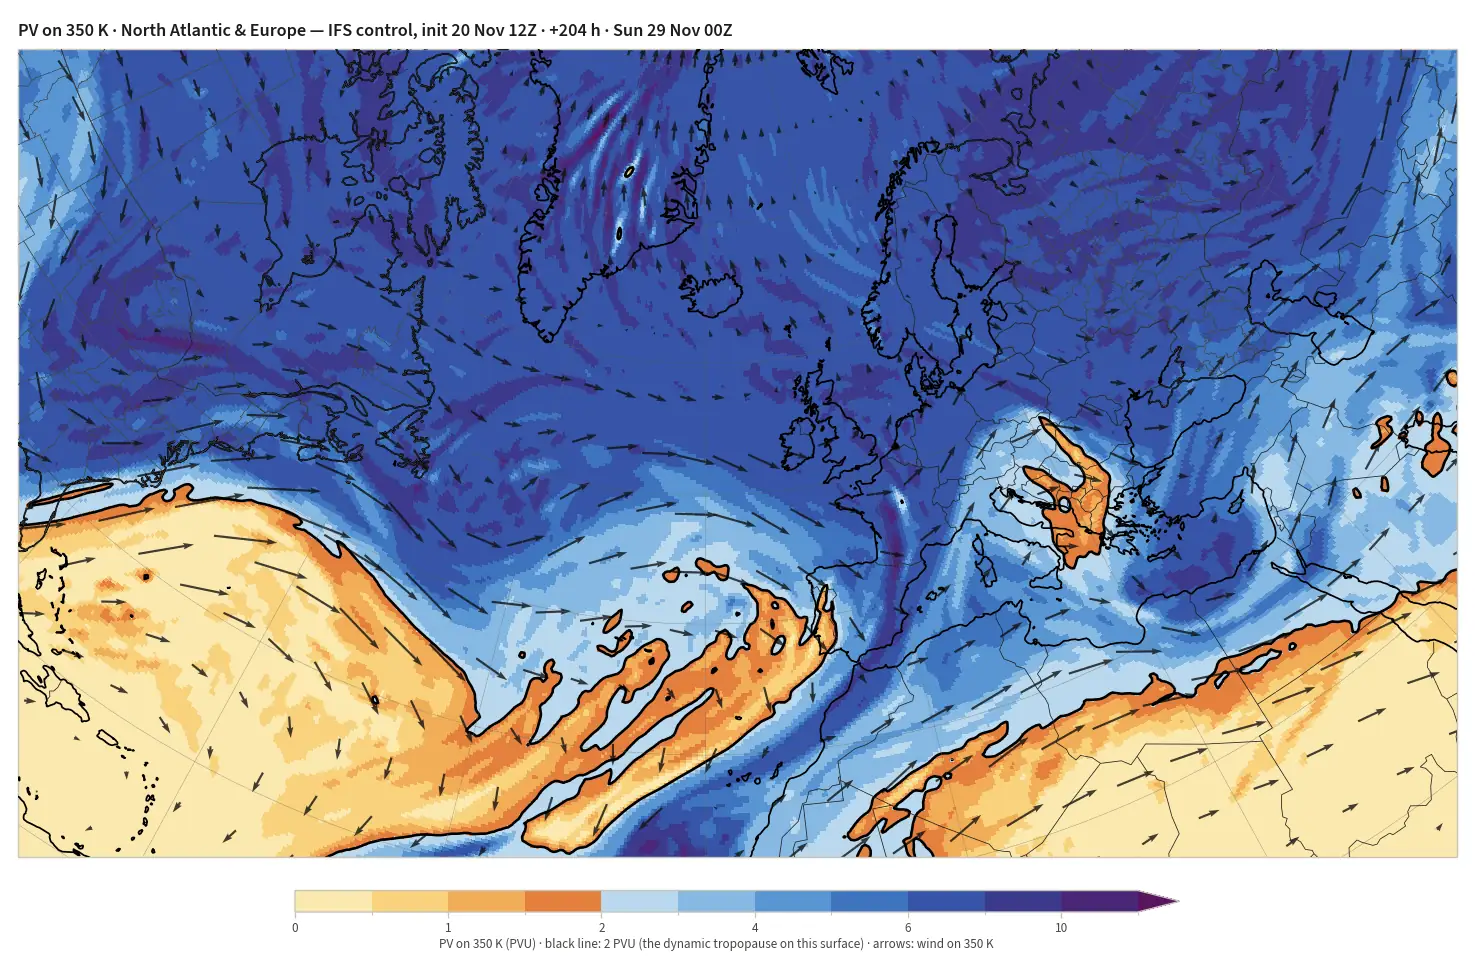 PV on 350 K · North Atlantic & Europe — IFS control, init 20 Nov 12Z · +204 h · Sun 29 Nov 00Z
0 1 2 4 6 10
PV on 350 K (PVU) · black line: 2 PVU (the dynamic tropopause on this surface) · arrows: wind on 350 K